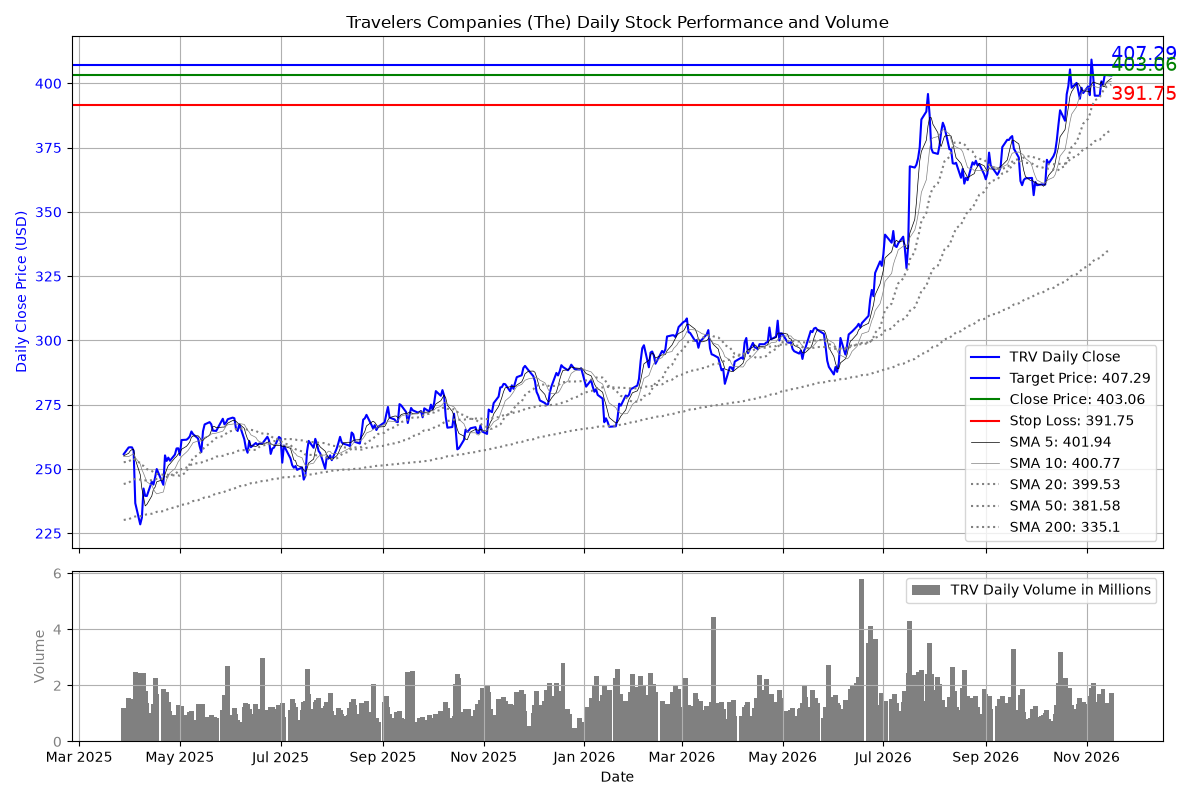 Travelers Companies (The) Daily Stock Performance and Volume
407.29
403.06
391.75
Daily Close Price (USD)
400
375
350
325
300
275
250
225
TRV Daily Close
Target Price: 407.29
Close Price: 403.06
Stop Loss: 391.75
SMA 5: 401.94
SMA 10: 400.77
SMA 20: 399.53
SMA 50: 381.58
SMA 200: 335.1
Volume
6
4
2
0
TRV Daily Volume in Millions
Mar 2025 May 2025 Jul 2025 Sep 2025 Nov 2025 Jan 2026 Mar 2026 May 2026 Jul 2026 Sep 2026 Nov 2026
Date